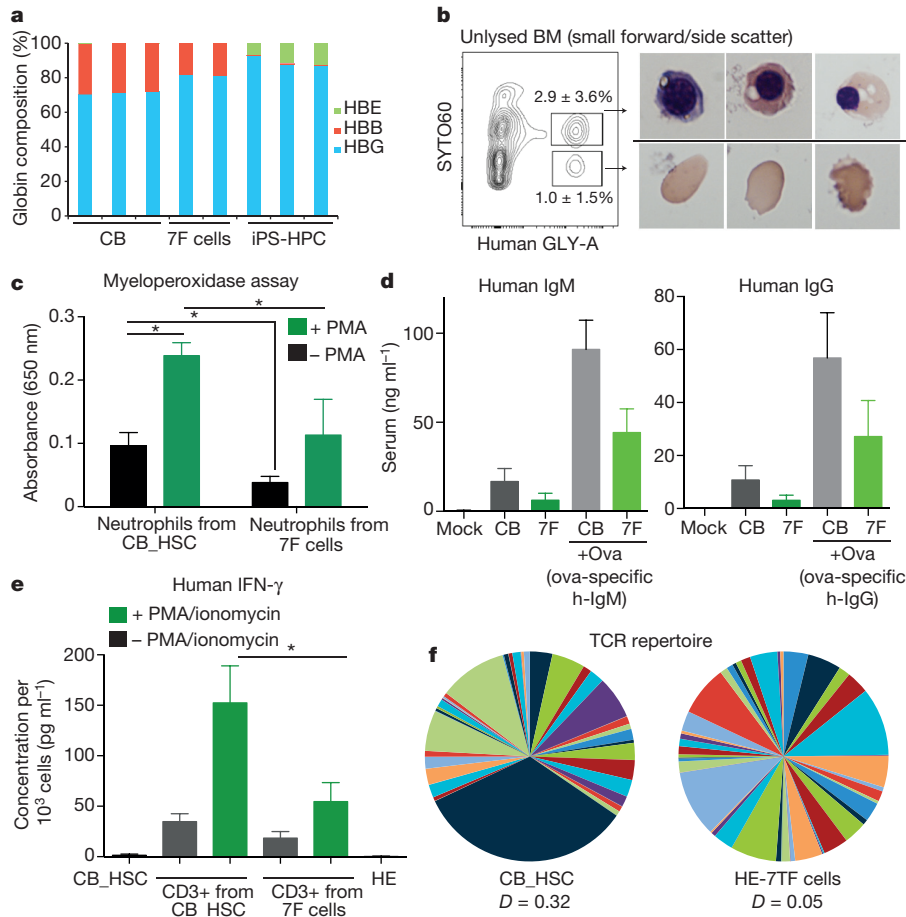 a
Globin composition (%)
100
80
60
40
20
0
HBE
HBB
HBG
CB
7F cells
iPS-HPC
b
Unlysed BM (small forward/side scatter)
SYTO60
2.9 ± 3.6%
1.0 ± 1.5%
Human GLY-A
c
Myeloperoxidase assay
Absorbance (650 nm)
0.3
0.2
0.1
0
*
*
*
+ PMA
– PMA
Neutrophils from
CB_HSC
Neutrophils from
7F cells
d
Human IgM
Serum (ng ml⁻¹)
100
50
0
Mock
CB
7F
CB
7F
+Ova
(ova-specific
h-IgM)
Human IgG
80
60
40
20
0
Mock
CB
7F
CB
7F
+Ova
(ova-specific
h-IgG)
e
Human IFN-γ
+ PMA/ionomycin
– PMA/ionomycin
*
Concentration per
10³ cells (pg ml⁻¹)
200
150
100
50
0
CB_HSC
CD3+ from
CB HSC
CD3+ from
7F cells
HE
f
TCR repertoire
CB_HSC
D = 0.32
HE-7TF cells
D = 0.05